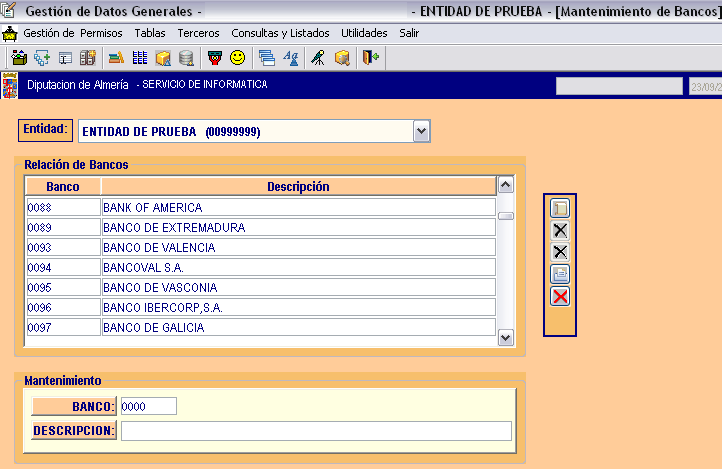 Gestión de Datos Generales - - ENTIDAD DE PRUEBA - [Mantenimiento de Bancos]
Gestión de Permisos Tablas Terceros Consultas y Listados Utilidades Salir
Diputacion de Almería - SERVICIO DE INFORMATICA
23/09/2
Entidad: ENTIDAD DE PRUEBA (00999999)
Relación de Bancos
Banco Descripción
0088 BANK OF AMERICA
0089 BANCO DE EXTREMADURA
0093 BANCO DE VALENCIA
0094 BANCOVAL S.A.
0095 BANCO DE VASCONIA
0096 BANCO IBERCORP,S.A.
0097 BANCO DE GALICIA
Mantenimiento
BANCO: 0000
DESCRIPCION: